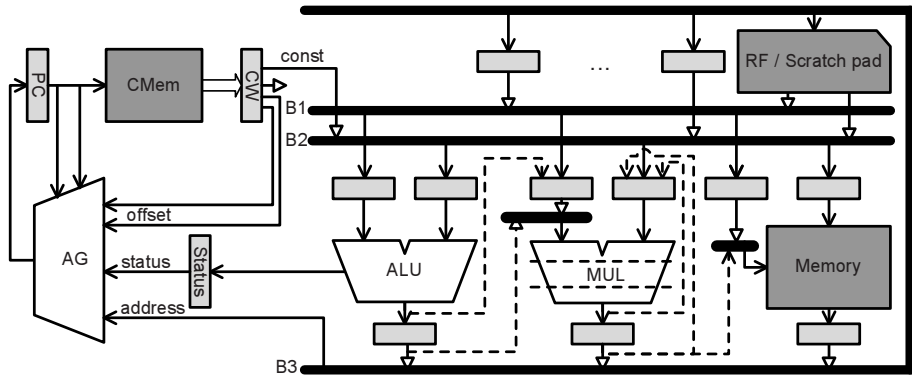 const
PC
CMem
CW
...
RF / Scratch pad
B1
B2
offset
AG
status
Status
ALU
MUL
Memory
address
B3